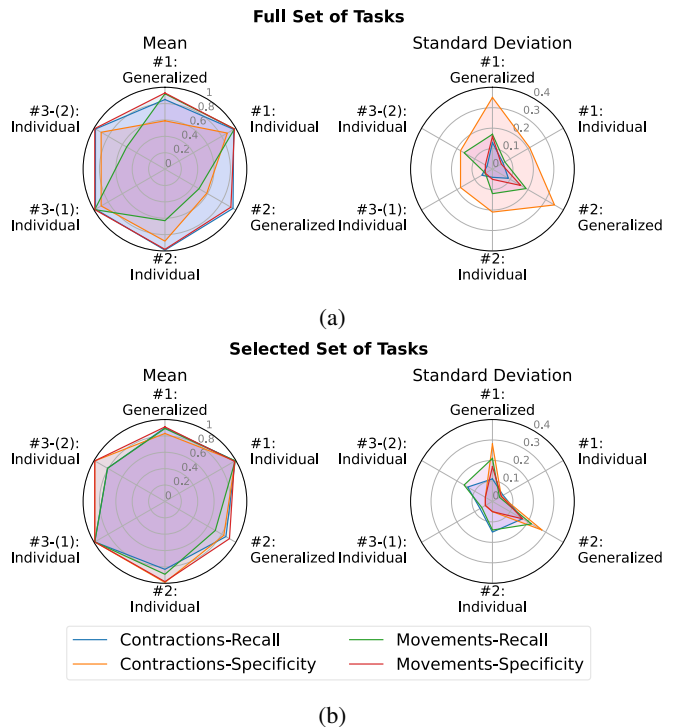 Full Set of Tasks
Mean
Standard Deviation
#1:
Generalized
#1:
Individual
#2:
Generalized
#2:
Individual
#3-(1):
Individual
#3-(2):
Individual
0
0.2
0.4
0.6
0.8
1
#1:
Generalized
#1:
Individual
#2:
Generalized
#2:
Individual
#3-(1):
Individual
#3-(2):
Individual
0
0.1
0.2
0.3
0.4
(a)
Selected Set of Tasks
Mean
Standard Deviation
#1:
Generalized
#1:
Individual
#2:
Generalized
#2:
Individual
#3-(1):
Individual
#3-(2):
Individual
0
0.2
0.4
0.6
0.8
1
#1:
Generalized
#1:
Individual
#2:
Generalized
#2:
Individual
#3-(1):
Individual
#3-(2):
Individual
0
0.1
0.2
0.3
0.4
Contractions-Recall
Contractions-Specificity
Movements-Recall
Movements-Specificity
(b)